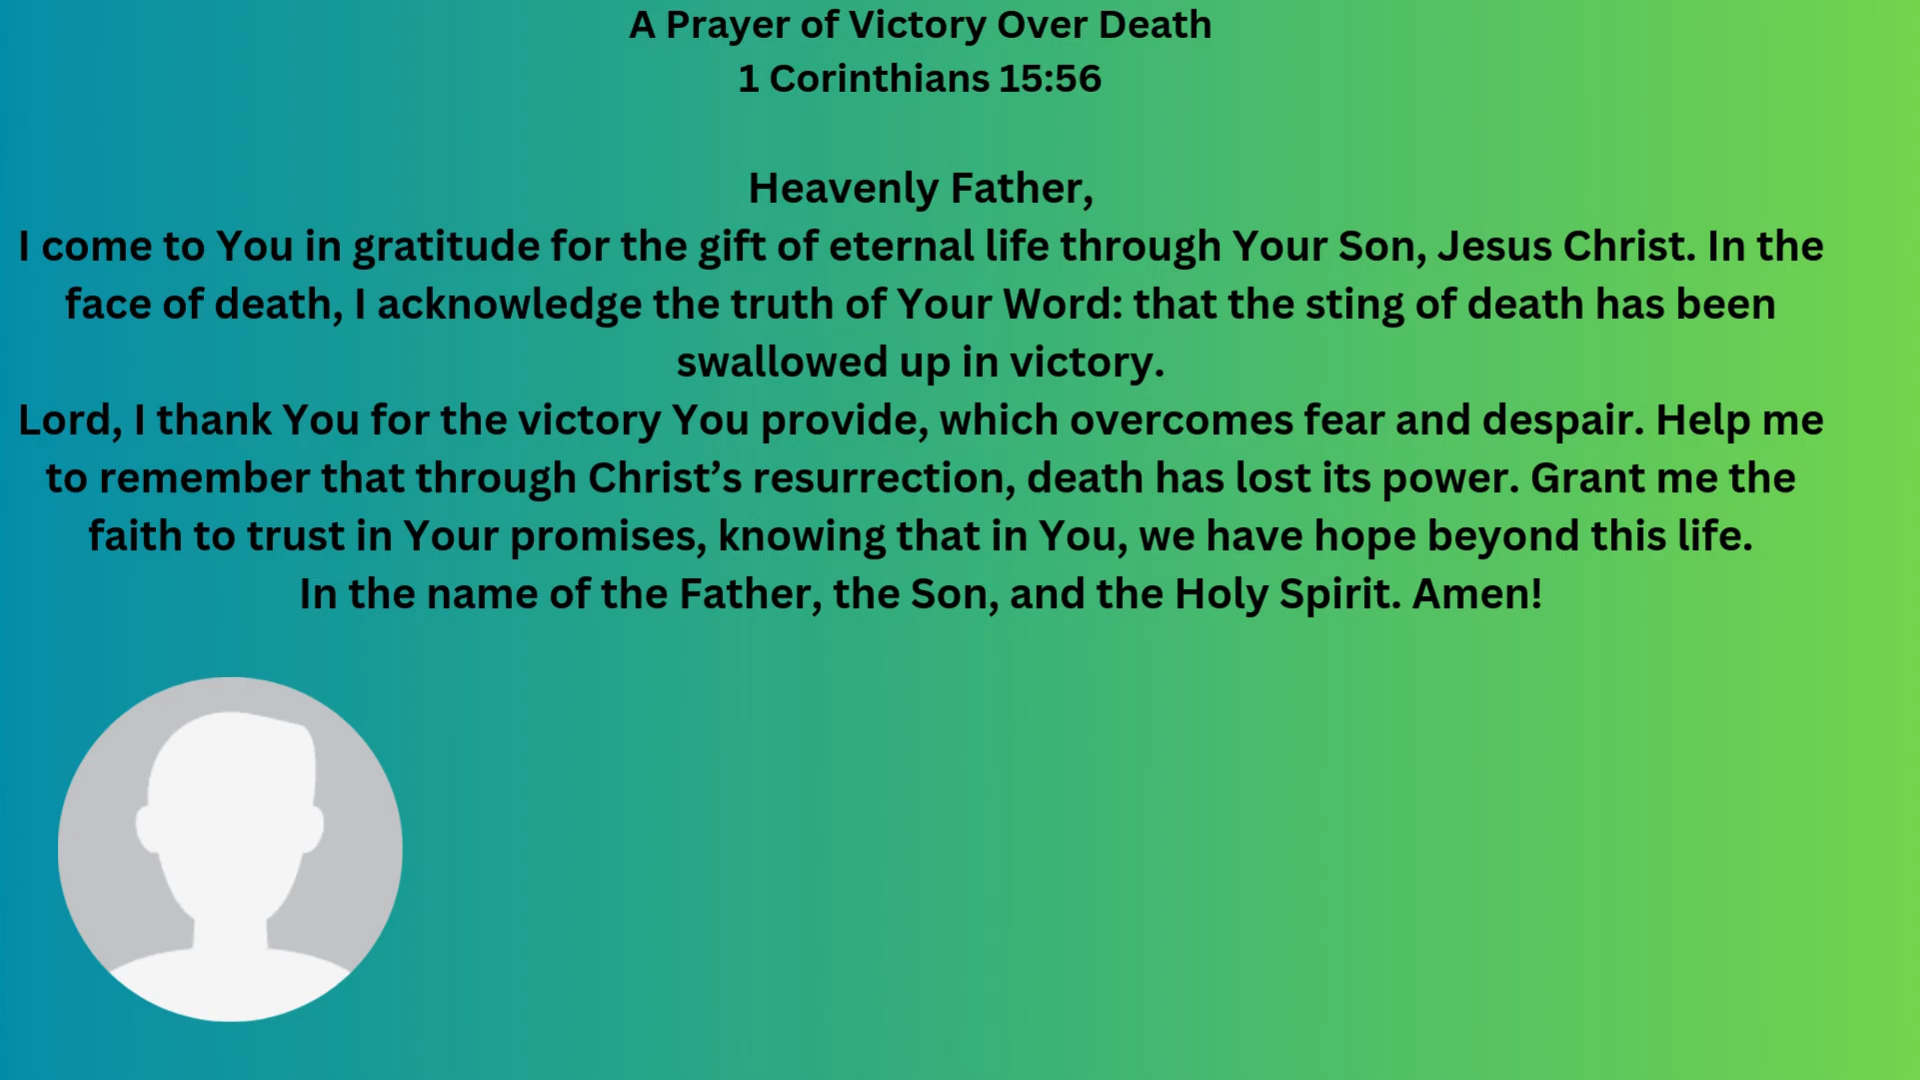 A Prayer of Victory Over Death
1 Corinthians 15:56
Heavenly Father,
I come to You in gratitude for the gift of eternal life through Your Son, Jesus Christ. In the
face of death, I acknowledge the truth of Your Word: that the sting of death has been
swallowed up in victory.
Lord, I thank You for the victory You provide, which overcomes fear and despair. Help me
to remember that through Christ’s resurrection, death has lost its power. Grant me the
faith to trust in Your promises, knowing that in You, we have hope beyond this life.
In the name of the Father, the Son, and the Holy Spirit. Amen!